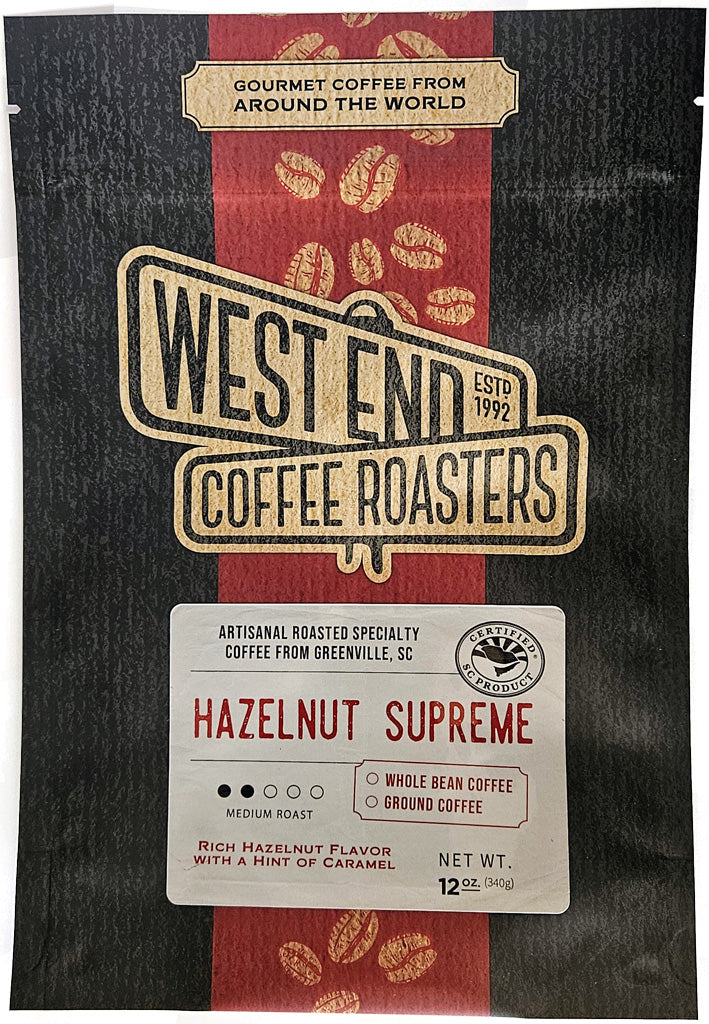 GOURMET COFFEE FROM
AROUND THE WORLD
WEST END
ESTD
1992
COFFEE ROASTERS
ARTISANAL ROASTED SPECIALTY
COFFEE FROM GREENVILLE, SC
CERTIFIED®
SC PRODUCT
HAZELNUT SUPREME
WHOLE BEAN COFFEE
GROUND COFFEE
MEDIUM ROAST
RICH HAZELNUT FLAVOR
WITH A HINT OF CARAMEL
NET WT.
12 OZ. (340g)